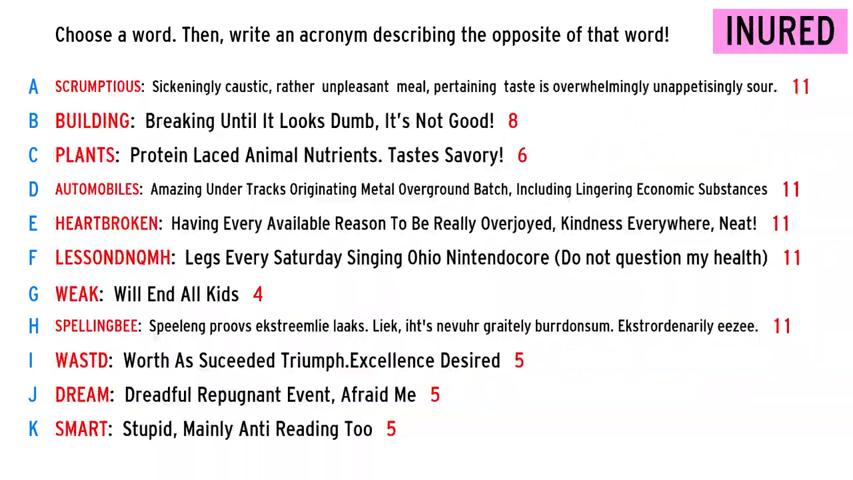 Choose a word. Then, write an acronym describing the opposite of that word!
INURED
A SCRUMPTIOUS: Sickeningly caustic, rather unpleasant meal, pertaining taste is overwhelmingly unappetisingly sour. 11
B BUILDING: Breaking Until It Looks Dumb, It's Not Good! 8
C PLANTS: Protein Laced Animal Nutrients. Tastes Savory! 6
D AUTOMOBILES: Amazing Under Tracks Originating Metal Overground Batch, Including Lingering Economic Substances 11
E HEARTBROKEN: Having Every Available Reason To Be Really Overjoyed, Kindness Everywhere, Neat! 11
F LESSONDNQMH: Legs Every Saturday Singing Ohio Nintendocore (Do not question my health) 11
G WEAK: Will End All Kids 4
H SPELLINGBEE: Speeleng proovs ekstreemlie laaks. Liek, iht's nevuhr graitely burrdonsum. Ekstrordenarily eezee. 11
I WASTD: Worth As Suceeded Triumph.Excellence Desired 5
J DREAM: Dreadful Repugnant Event, Afraid Me 5
K SMART: Stupid, Mainly Anti Reading Too 5